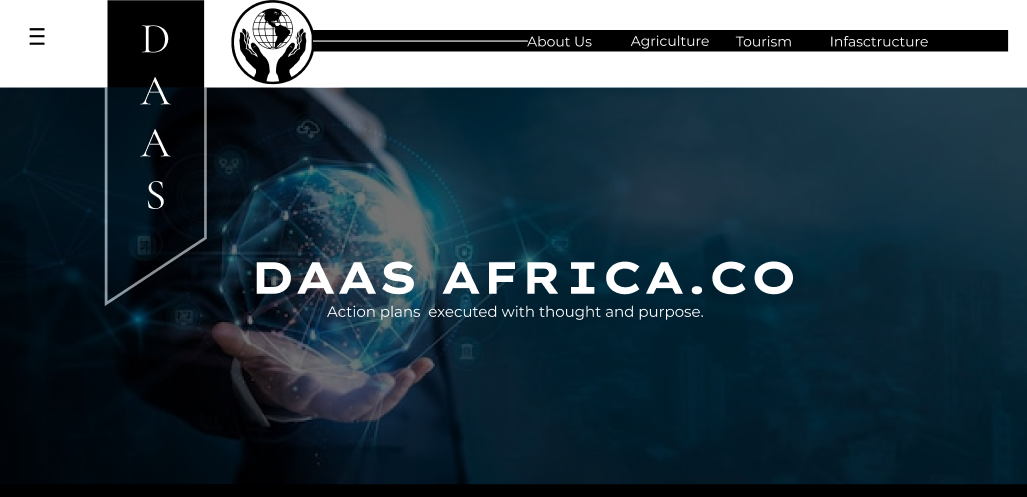 D
A
A
S
About Us Agriculture Tourism Infasctructure
DAAS AFRICA.CO
Action plans executed with thought and purpose.